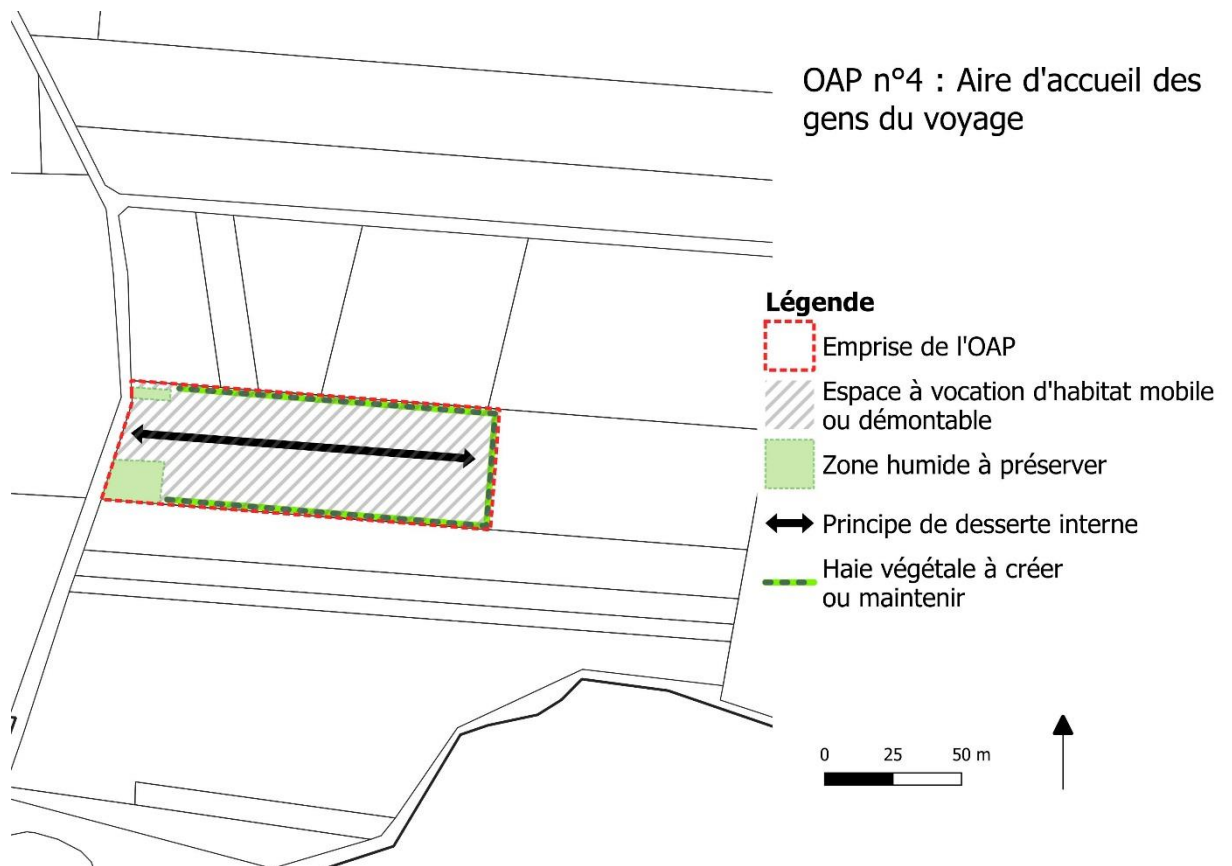 OAP n°4 : Aire d'accueil des
gens du voyage
Légende
Emprise de l'OAP
Espace à vocation d'habitat mobile
ou démontable
Zone humide à préserver
Principe de desserte interne
Haie végétale à créer
ou maintenir
0 25 50 m